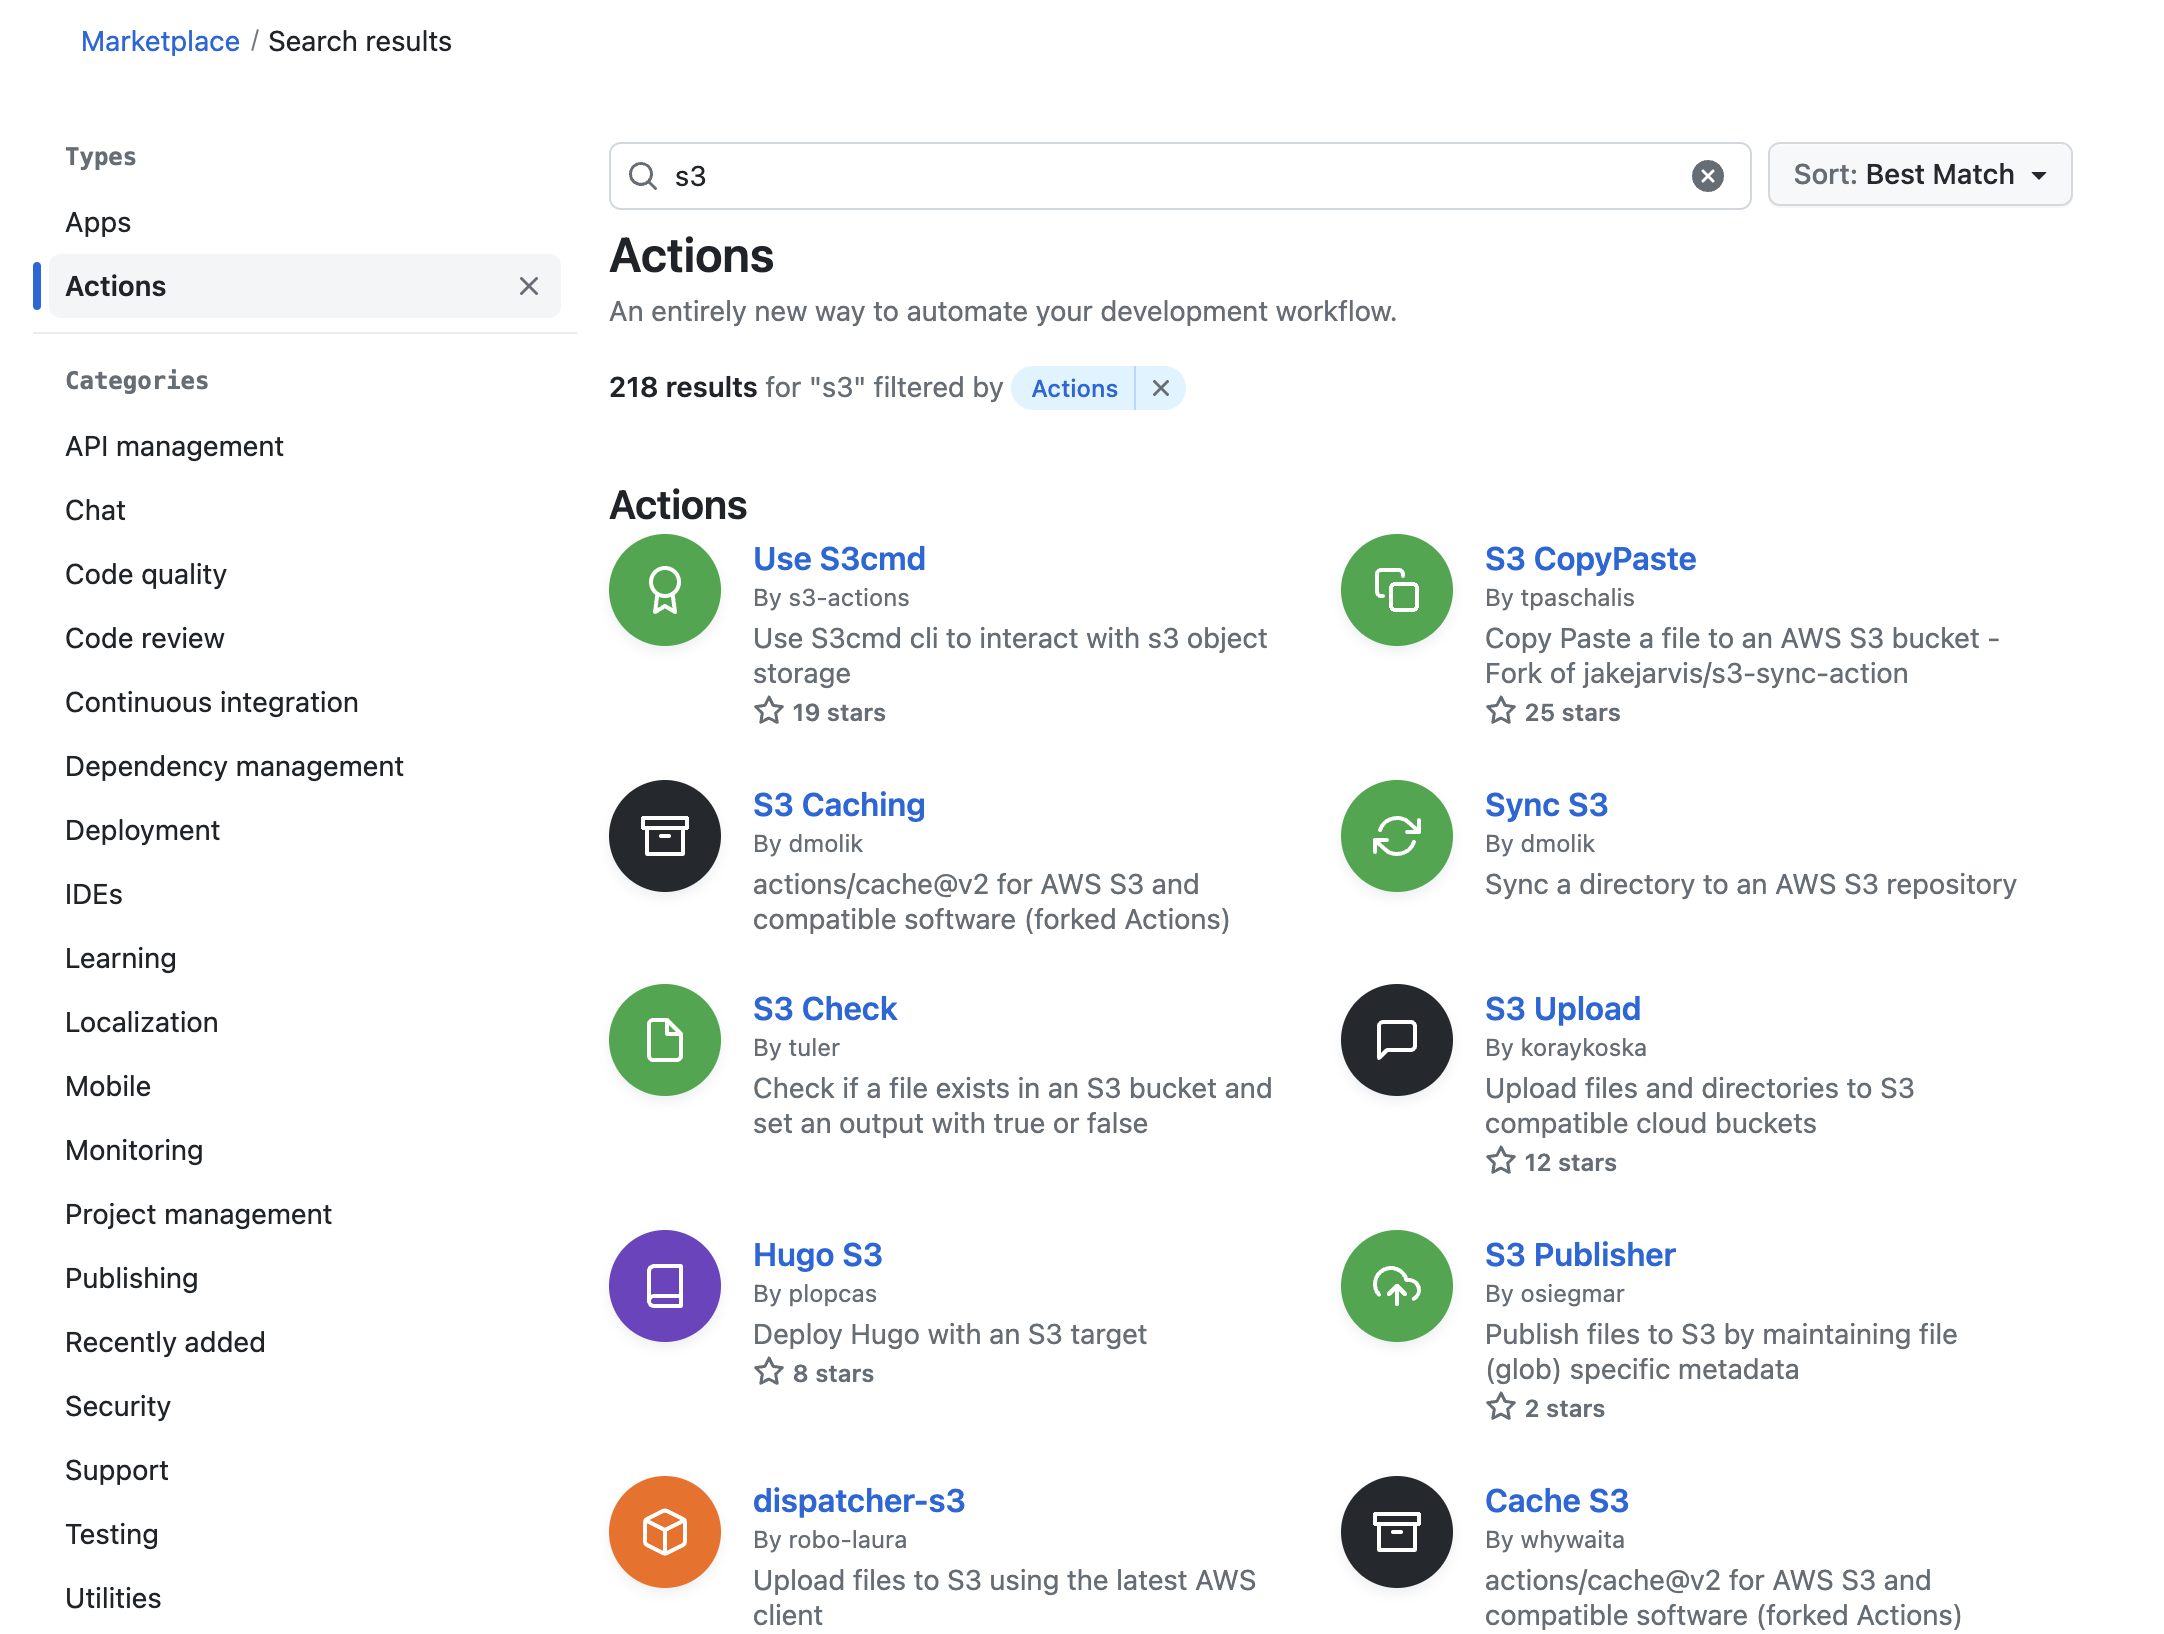 Marketplace / Search results
Types
Apps
Actions
Categories
API management
Chat
Code quality
Code review
Continuous integration
Dependency management
Deployment
IDEs
Learning
Localization
Mobile
Monitoring
Project management
Publishing
Recently added
Security
Support
Testing
Utilities
s3
Sort: Best Match
Actions
An entirely new way to automate your development workflow.
218 results for "s3" filtered by Actions
Actions
Use S3cmd
By s3-actions
Use S3cmd cli to interact with s3 object
storage
19 stars
S3 CopyPaste
By tpaschalis
Copy Paste a file to an AWS S3 bucket -
Fork of jakejarvis/s3-sync-action
25 stars
S3 Caching
By dmolik
actions/cache@v2 for AWS S3 and
compatible software (forked Actions)
Sync S3
By dmolik
Sync a directory to an AWS S3 repository
S3 Check
By tuler
Check if a file exists in an S3 bucket and
set an output with true or false
S3 Upload
By koraykoska
Upload files and directories to S3
compatible cloud buckets
12 stars
Hugo S3
By plopcas
Deploy Hugo with an S3 target
8 stars
S3 Publisher
By osiegmar
Publish files to S3 by maintaining file
(glob) specific metadata
2 stars
dispatcher-s3
By robo-laura
Upload files to S3 using the latest AWS
client
Cache S3
By whywaita
actions/cache@v2 for AWS S3 and
compatible software (forked Actions)